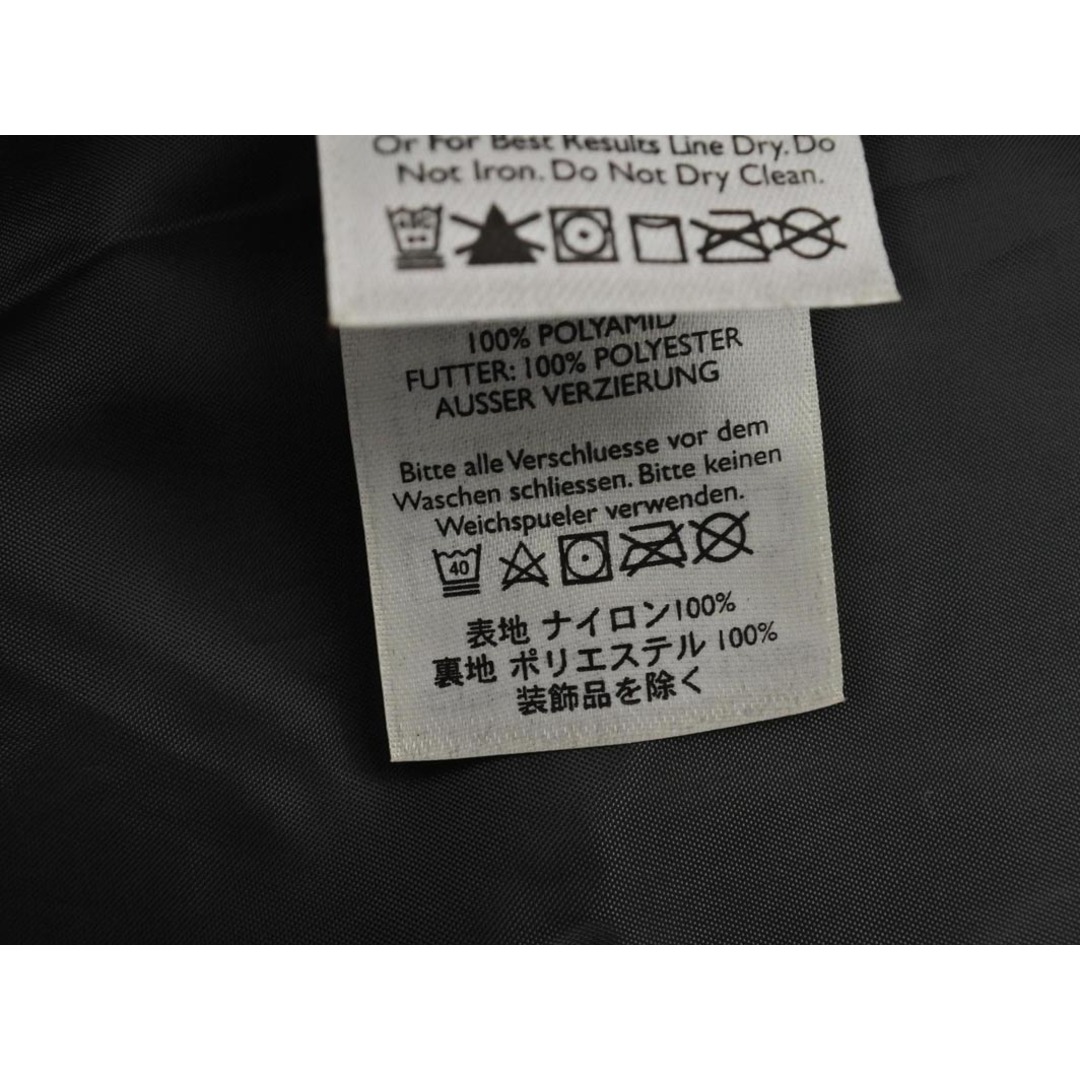 Or For Best Results Line Dry. Do
Not Iron. Do Not Dry Clean.
100% POLYAMID
FUTTER: 100% POLYESTER
AUSSER VERZIERUNG
Bitte alle Verschluesse vor dem
Waschen schliessen. Bitte keinen
Weichspueler verwenden.
40
表地 ナイロン100%
裏地 ポリエステル 100%
装飾品を除く